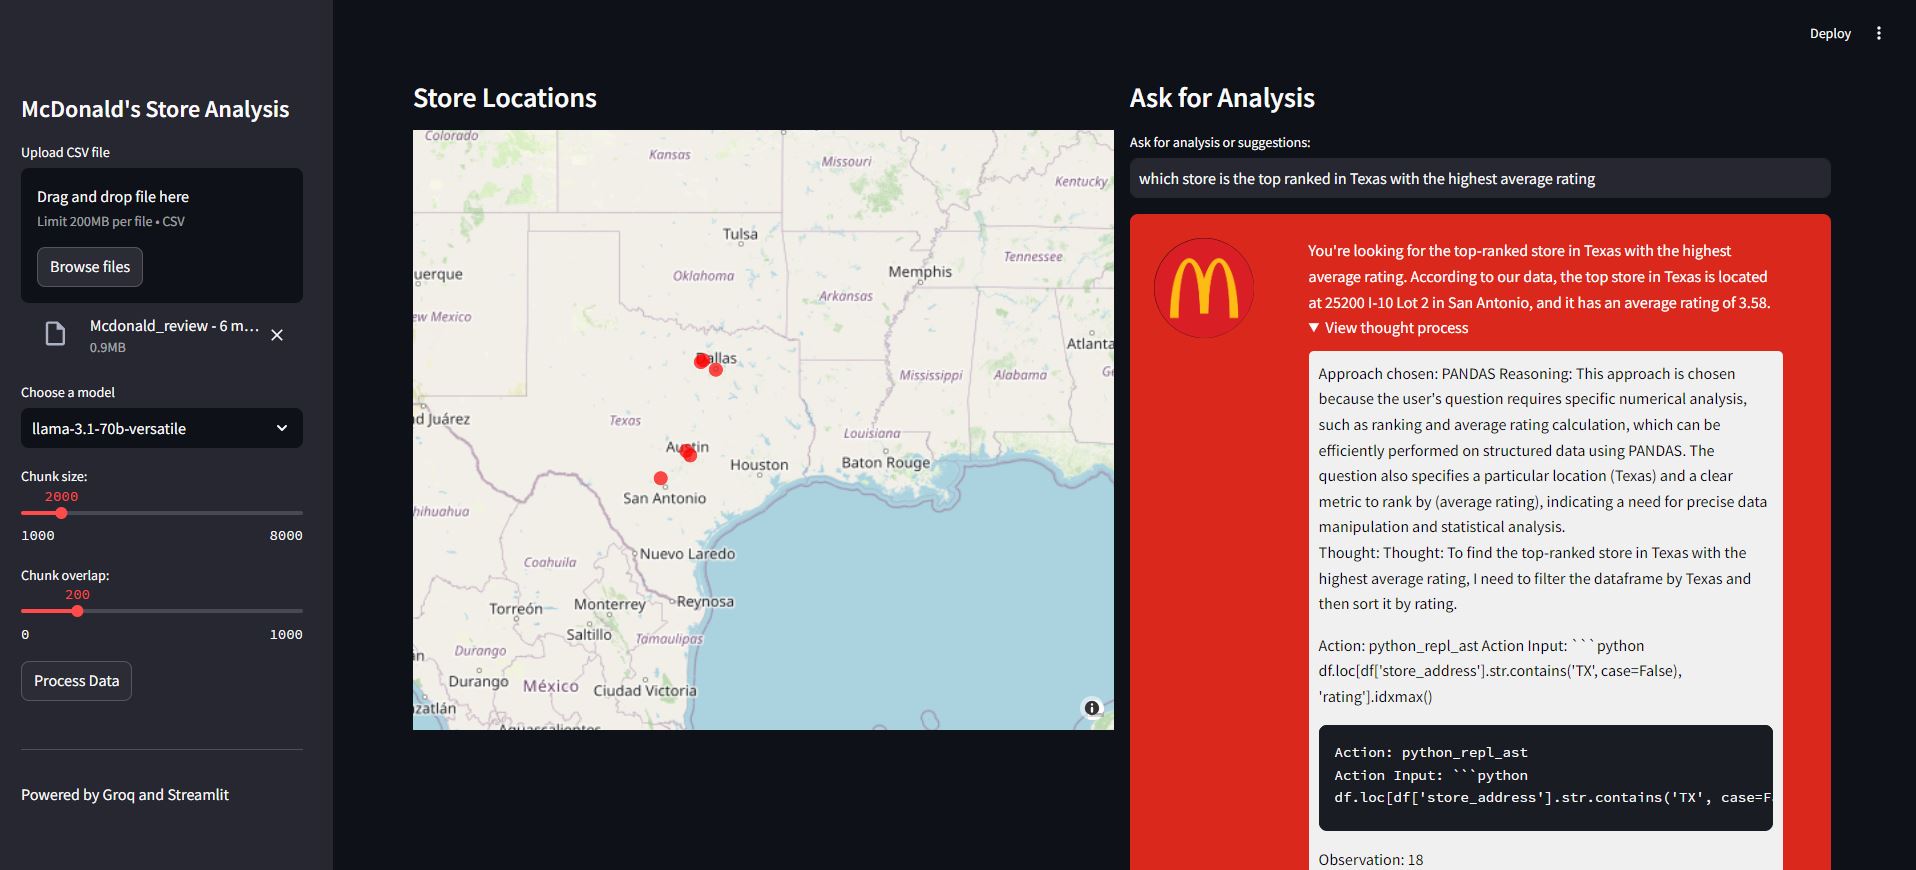 Deploy
McDonald's Store Analysis
Upload CSV file
Drag and drop file here
Limit 200MB per file • CSV
Browse files
Mcdonald_review - 6 m...
0.9MB
Choose a model
llama-3.1-70b-versatile
Chunk size:
2000
1000 8000
Chunk overlap:
200
0 1000
Process Data
Powered by Groq and Streamlit
Store Locations
Colorado
Kansas
Missouri
Kentucky
Tulsa
uerque
Oklahoma
Memphis
Tennessee
Arkansas
ew Mexico
Atlanta
Dallas
Mississippi
Alabama
Ge
d Juárez
Texas
Louisiana
Austin
Houston
Baton Rouge
San Antonio
hihuahua
Nuevo Laredo
Coahuila
Torreón
Monterrey
Reynosa
Saltillo
Tamaulipas
án
Durango
Durango
México
Ciudad Victoria
zatlán
Aguascalientes
Ask for Analysis
Ask for analysis or suggestions:
which store is the top ranked in Texas with the highest average rating
You're looking for the top-ranked store in Texas with the highest
average rating. According to our data, the top store in Texas is located
at 25200 I-10 Lot 2 in San Antonio, and it has an average rating of 3.58.
▼ View thought process
Approach chosen: PANDAS Reasoning: This approach is chosen
because the user's question requires specific numerical analysis,
such as ranking and average rating calculation, which can be
efficiently performed on structured data using PANDAS. The
question also specifies a particular location (Texas) and a clear
metric to rank by (average rating), indicating a need for precise data
manipulation and statistical analysis.
Thought: Thought: To find the top-ranked store in Texas with the
highest average rating, I need to filter the dataframe by Texas and
then sort it by rating.
Action: python_repl_ast Action Input: ```python
df.loc[df['store_address'].str.contains('TX', case=False),
'rating'].idxmax()
Action: python_repl_ast
Action Input: ```python
df.loc[df['store_address'].str.contains('TX', case=F
Observation: 18